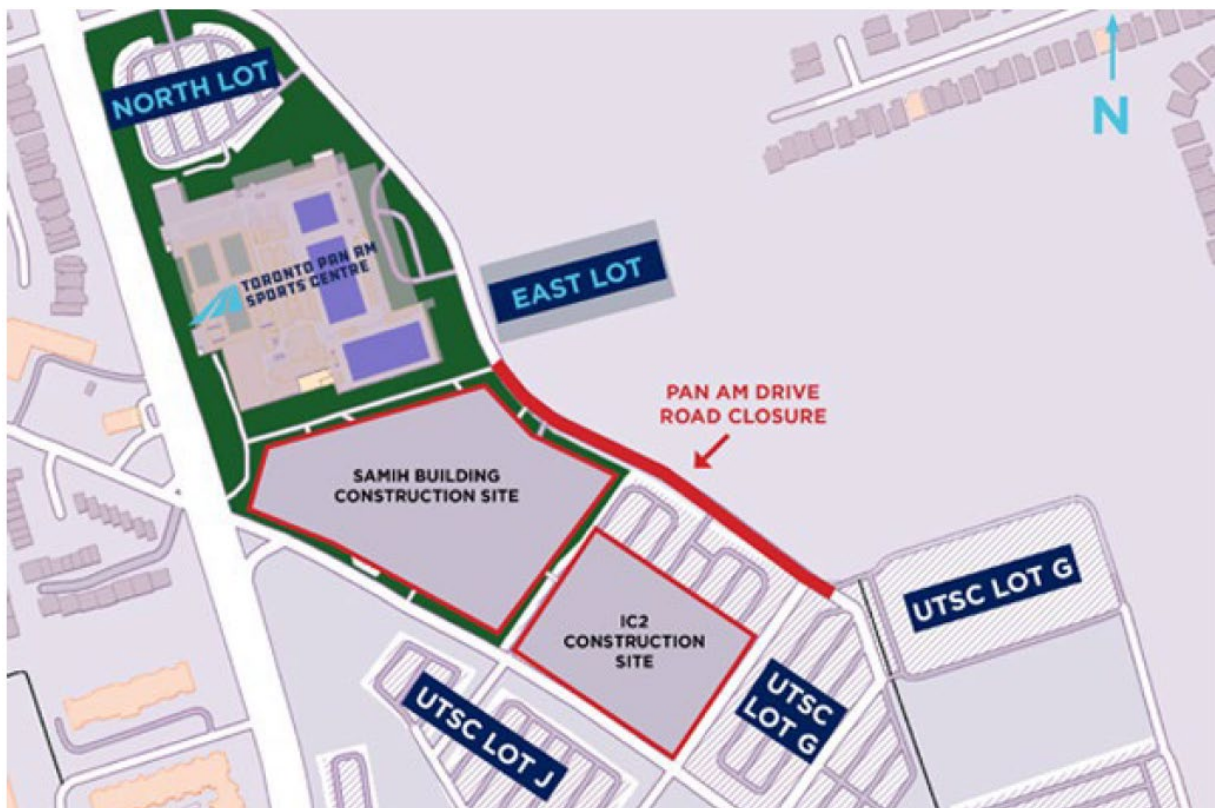 NORTH LOT
N
TORONTO PAN AM
SPORTS CENTRE
EAST LOT
PAN AM DRIVE
ROAD CLOSURE
SAMIH BUILDING
CONSTRUCTION SITE
UTSC LOT G
IC2
CONSTRUCTION
SITE
UTSC
LOT G
UTSC LOT J